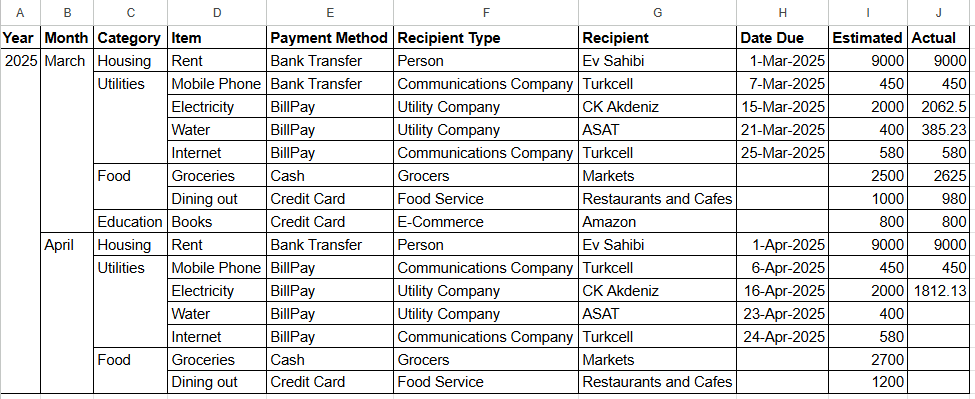 A B C D E F G H I J
Year Month Category Item Payment Method Recipient Type Recipient Date Due Estimated Actual
2025 March Housing Rent Bank Transfer Person Ev Sahibi 1-Mar-2025 9000 9000
Utilities Mobile Phone Bank Transfer Communications Company Turkcell 7-Mar-2025 450 450
Electricity BillPay Utility Company CK Akdeniz 15-Mar-2025 2000 2062.5
Water BillPay Utility Company ASAT 21-Mar-2025 400 385.23
Internet BillPay Communications Company Turkcell 25-Mar-2025 580 580
Food Groceries Cash Grocers Markets 2500 2625
Dining out Credit Card Food Service Restaurants and Cafes 1000 980
Education Books Credit Card E-Commerce Amazon 800 800
April Housing Rent Bank Transfer Person Ev Sahibi 1-Apr-2025 9000 9000
Utilities Mobile Phone BillPay Communications Company Turkcell 6-Apr-2025 450 450
Electricity BillPay Utility Company CK Akdeniz 16-Apr-2025 2000 1812.13
Water BillPay Utility Company ASAT 23-Apr-2025 400
Internet BillPay Communications Company Turkcell 24-Apr-2025 580
Food Groceries Cash Grocers Markets 2700
Dining out Credit Card Food Service Restaurants and Cafes 1200